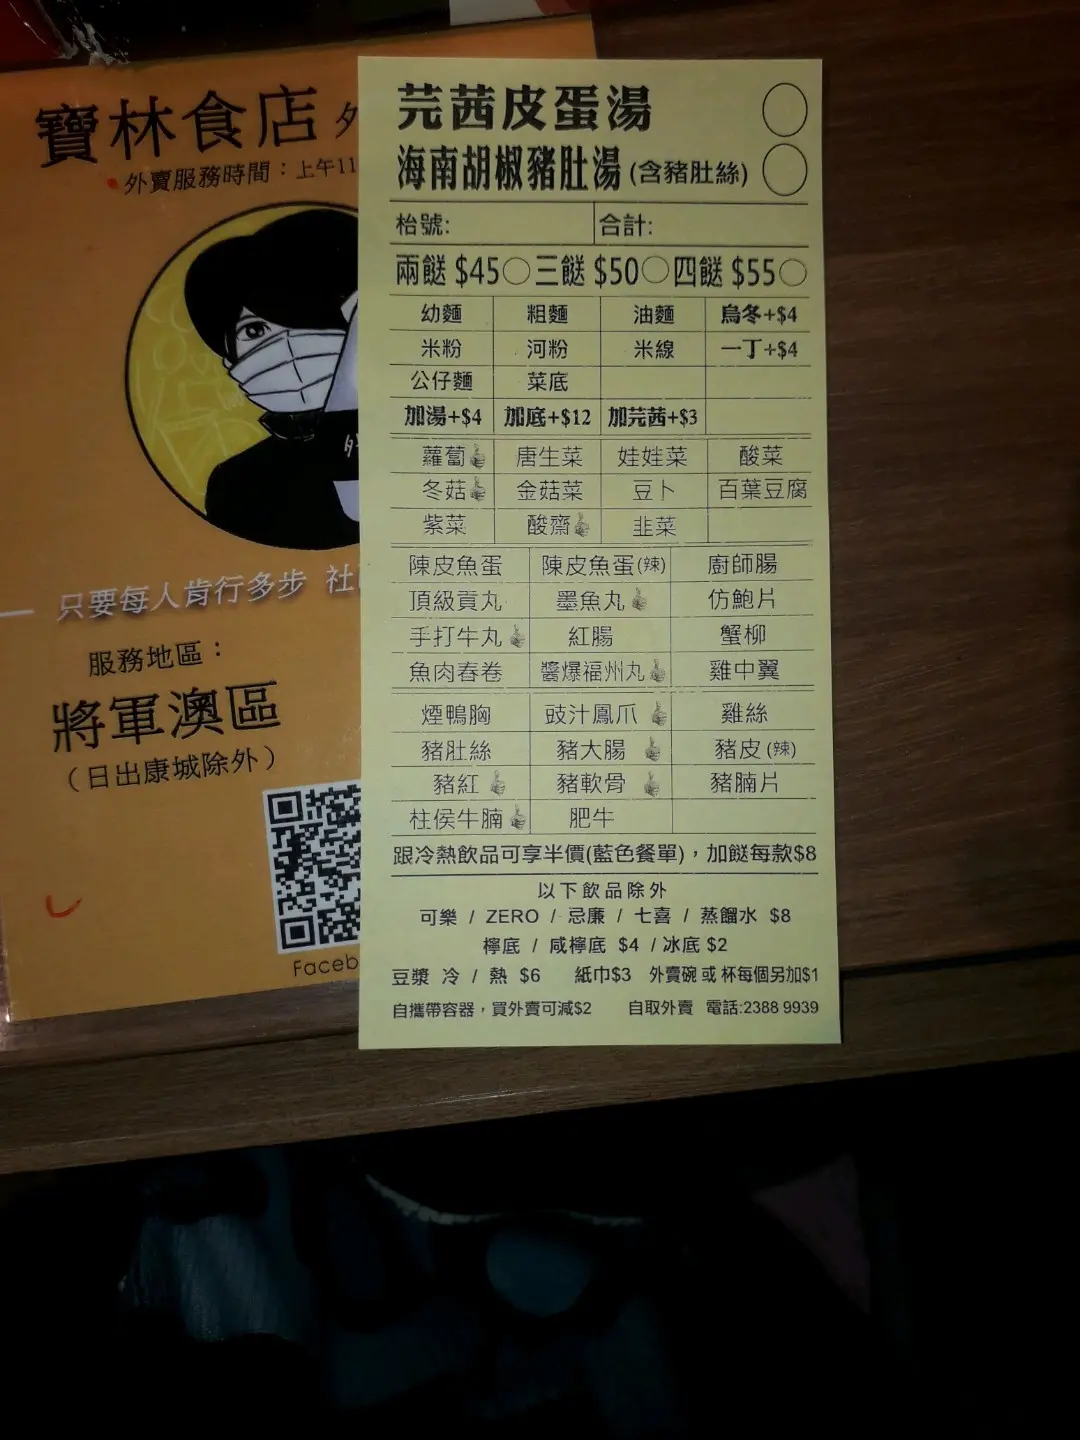 寶林食店
外賣服務時間：上午11
只要每人肯行多步 社
服務地區：
將軍澳區
（日出康城除外）
Faceb
芫茜皮蛋湯
海南胡椒豬肚湯 (含豬肚絲)
枱號: 合計:
兩餸 $45 三餸 $50 四餸 $55
幼麵 粗麵 油麵 烏冬+$4
米粉 河粉 米線 一丁+$4
公仔麵 菜底
加湯+$4 加底+$12 加芫茜+$3
蘿蔔 唐生菜 娃娃菜 酸菜
冬菇 金菇菜 豆卜 百葉豆腐
紫菜 酸齋 韭菜
陳皮魚蛋 陳皮魚蛋(辣) 廚師腸
頂級貢丸 墨魚丸 仿鮑片
手打牛丸 紅腸 蟹柳
魚肉春卷 醬爆福州丸 雞中翼
煙鴨胸 豉汁鳳爪 雞絲
豬肚絲 豬大腸 豬皮(辣)
豬紅 豬軟骨 豬腩片
柱侯牛腩 肥牛
跟冷熱飲品可享半價(藍色餐單)，加餸每款$8
以下飲品除外
可樂 / ZERO / 忌廉 / 七喜 / 蒸餾水 $8
檸底 / 咸檸底 $4 / 冰底 $2
豆漿 冷 / 熱 $6 紙巾$3 外賣碗 或 杯每個另加$1
自攜帶容器，買外賣可減$2 自取外賣 電話:2388 9939